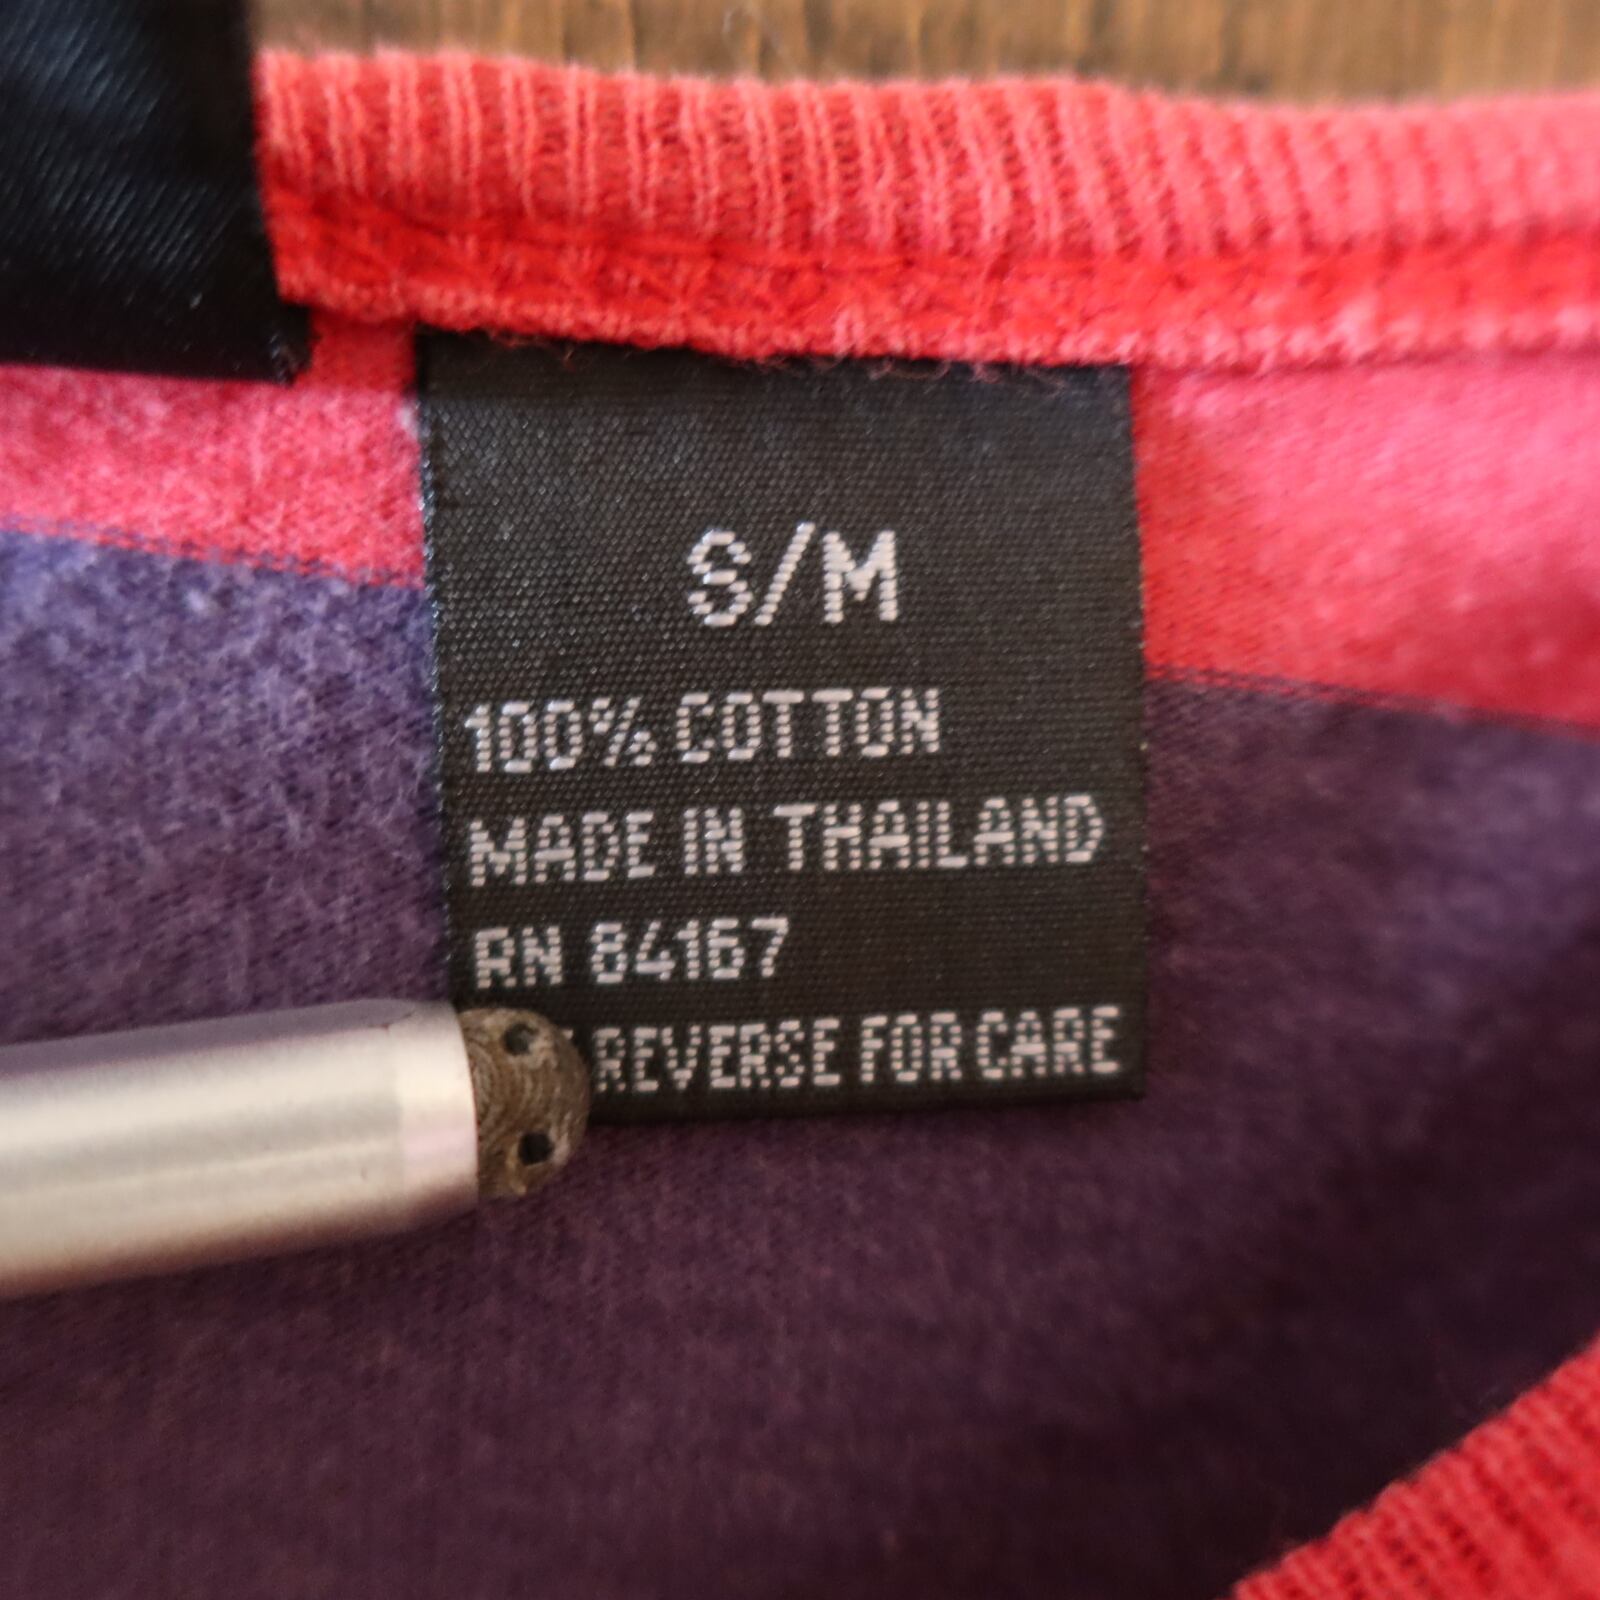 S/M
100% COTTON
MADE IN THAILAND
RN 84167
REVERSE FOR CARE